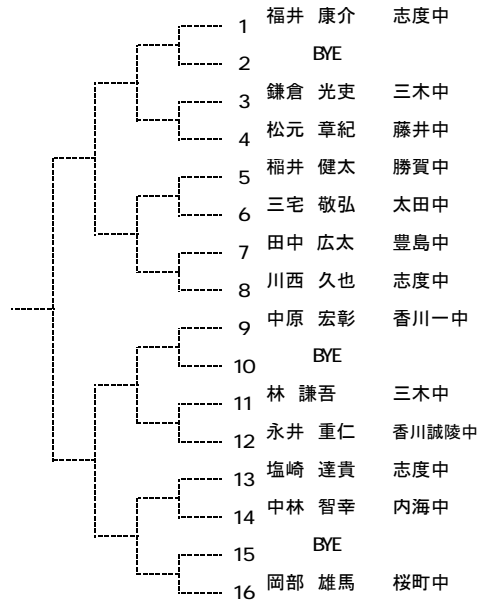 1 福井 康介 志度中
2 BYE
3 鎌倉 光吏 三木中
4 松元 章紀 藤井中
5 稲井 健太 勝賀中
6 三宅 敬弘 太田中
7 田中 広太 豊島中
8 川西 久也 志度中
9 中原 宏彰 香川一中
10 BYE
11 林 謙吾 三木中
12 永井 重仁 香川誠陵中
13 塩崎 達貴 志度中
14 中林 智幸 内海中
15 BYE
16 岡部 雄馬 桜町中